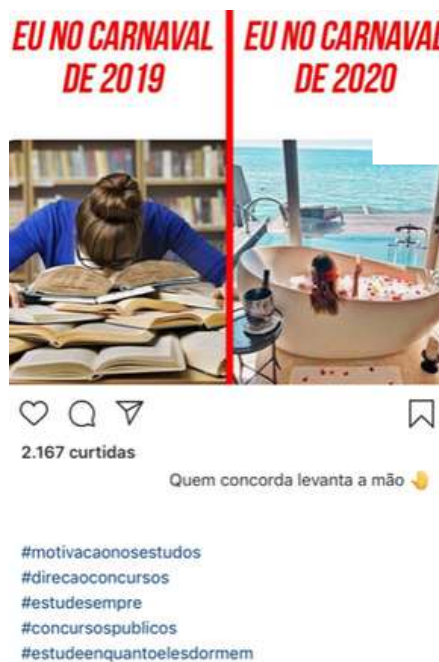 EU NO CARNAVAL
DE 2019
EU NO CARNAVAL
DE 2020
2.167 curtidas
Quem concorda levanta a mão 🤚
#motivacaonosestudos
#direcaoconcursos
#estudesempre
#concursospublicos
#estudeenquantoelesdormem